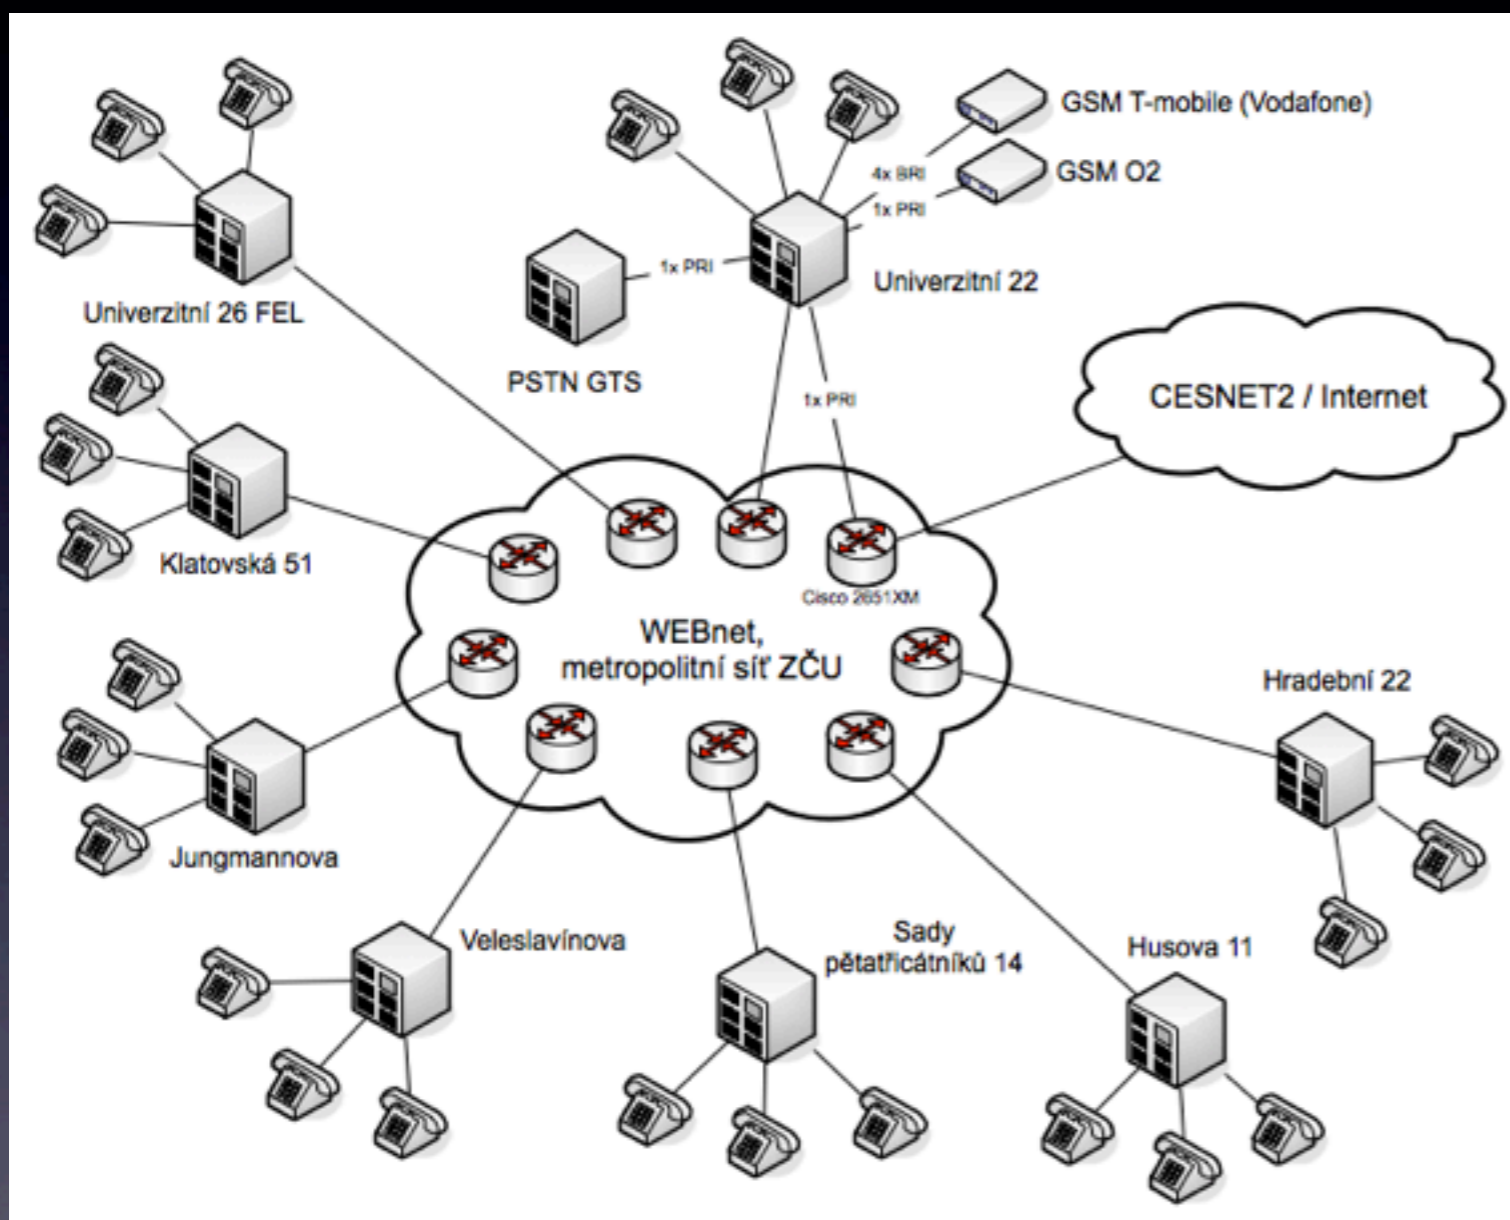 GSM T-mobile (Vodafone)
4x BRI
GSM O2
1x PRI
1x PRI
Univerzitní 22
Univerzitní 26 FEL
PSTN GTS
1x PRI
CESNET2 / Internet
Klatovská 51
Cisco 2651XM
WEBnet,
metropolitní síť ZČU
Hradební 22
Jungmannova
Veleslavínova
Sady
pětatřicátníků 14
Husova 11